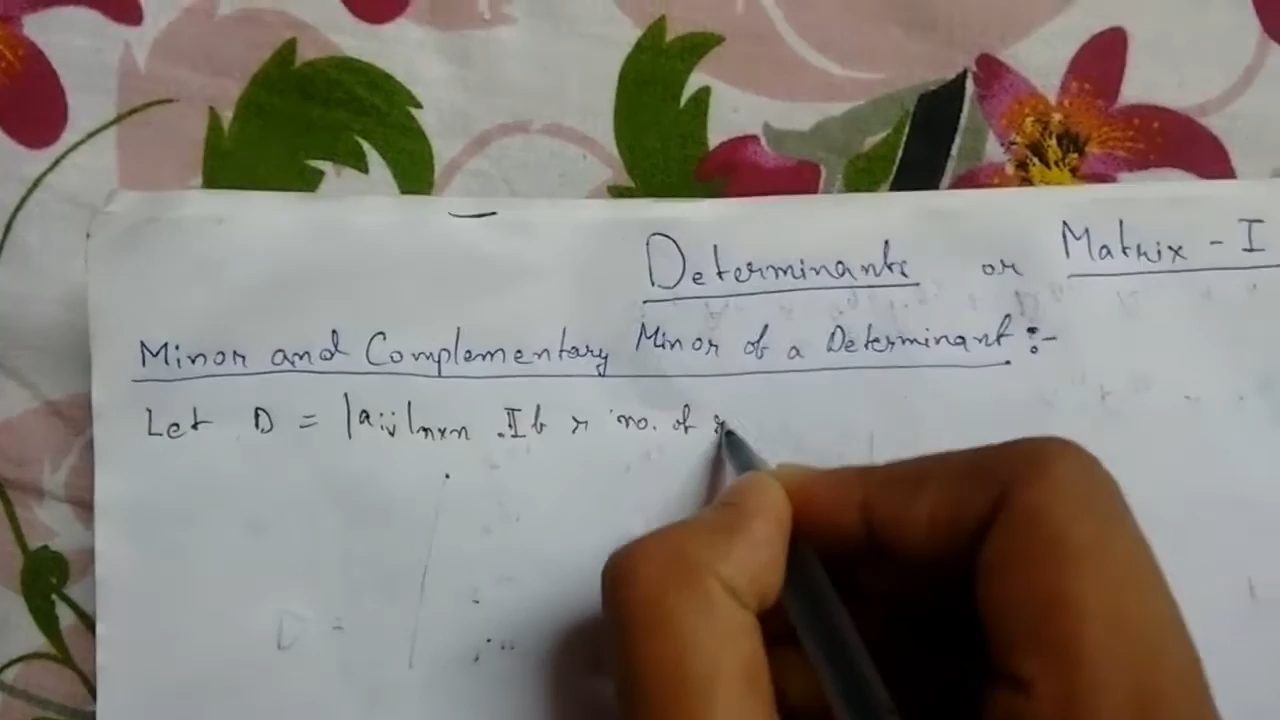 Determinants or Matrix - I
Minor and Complementary Minor of a Determinant :-
Let D = |aij|n×n . If r no. of r
D =